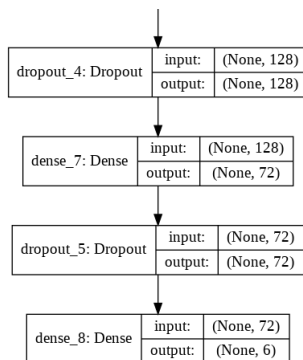 dropout_4: Dropout
input: (None, 128)
output: (None, 128)
dense_7: Dense
input: (None, 128)
output: (None, 72)
dropout_5: Dropout
input: (None, 72)
output: (None, 72)
dense_8: Dense
input: (None, 72)
output: (None, 6)